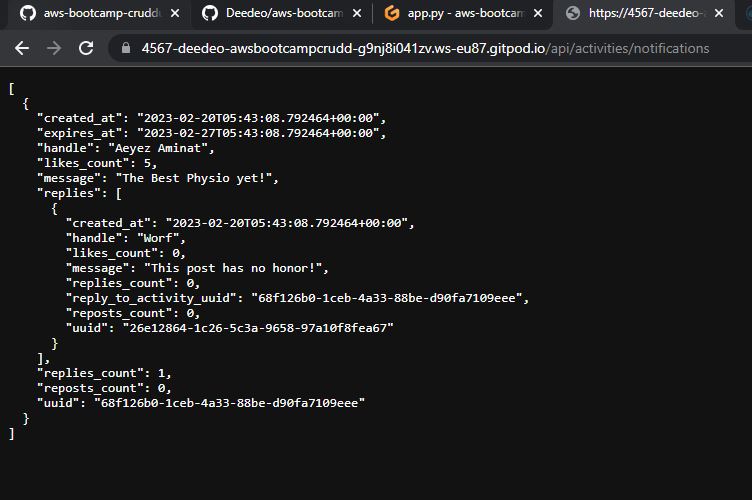 aws-bootcamp-crudd
Deedeo/aws-bootcam
app.py - aws-bootcam
https://4567-deedeo-a
4567-deedeo-awsbootcampcrudd-g9nj8i041zv.ws-eu87.gitpod.io/api/activities/notifications
[
{
"created_at": "2023-02-20T05:43:08.792464+00:00",
"expires_at": "2023-02-27T05:43:08.792464+00:00",
"handle": "Aeyez Aminat",
"likes_count": 5,
"message": "The Best Physio yet!",
"replies": [
{
"created_at": "2023-02-20T05:43:08.792464+00:00",
"handle": "Worf",
"likes_count": 0,
"message": "This post has no honor!",
"replies_count": 0,
"reply_to_activity_uuid": "68f126b0-1ceb-4a33-88be-d90fa7109eee",
"reposts_count": 0,
"uuid": "26e12864-1c26-5c3a-9658-97a10f8fea67"
}
],
"replies_count": 1,
"reposts_count": 0,
"uuid": "68f126b0-1ceb-4a33-88be-d90fa7109eee"
}
]